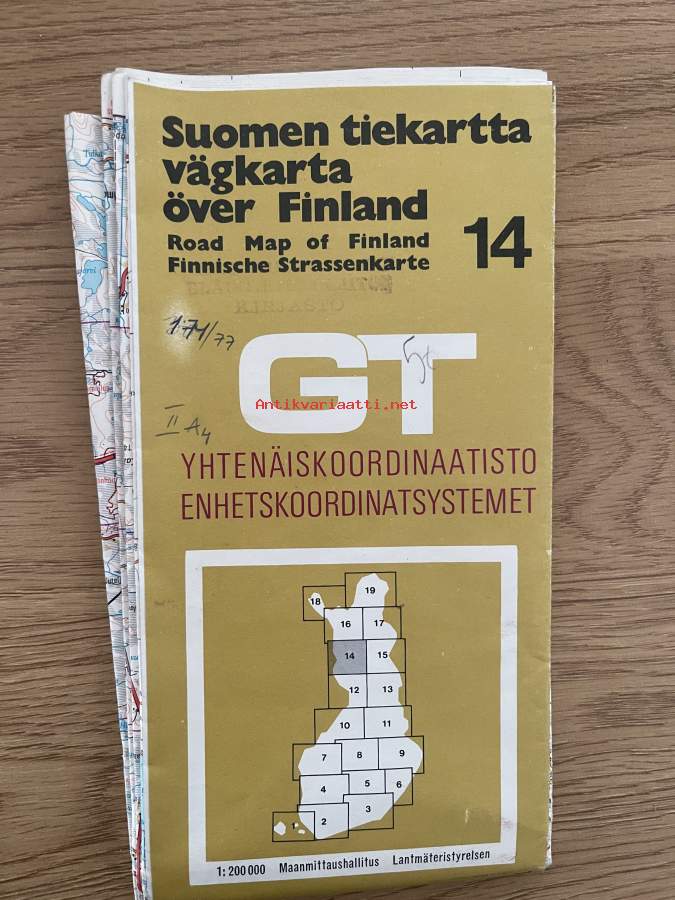 Suomen tiekartta
vägkarta
över Finland
Road Map of Finland
Finnische Strassenkarte
14
171/77
GT
5t
Antikvariaatti.net
II A4
YHTENÄISKOORDINAATISTO
ENHETSKOORDINATSYSTEMET
19
18
16 17
14 15
12 13
10 11
7 8 9
4 5 6
2 3
1:200 000 Maanmittaushallitus Lantmäteristyrelsen